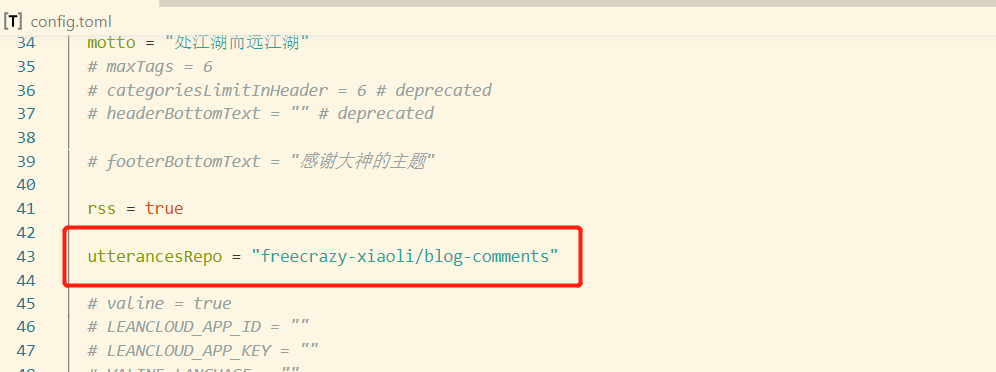 [T] config.toml
34 motto = "处江湖而远江湖"
35 # maxTags = 6
36 # categoriesLimitInHeader = 6 # deprecated
37 # headerBottomText = "" # deprecated
38
39 # footerBottomText = "感谢大神的主题"
40
41 rss = true
42
43 utterancesRepo = "freecrazy-xiaoli/blog-comments"
44
45 # valine = true
46 # LEANCLOUD_APP_ID = ""
47 # LEANCLOUD_APP_KEY = ""
48 # VALINE_LANGUAGE = ""